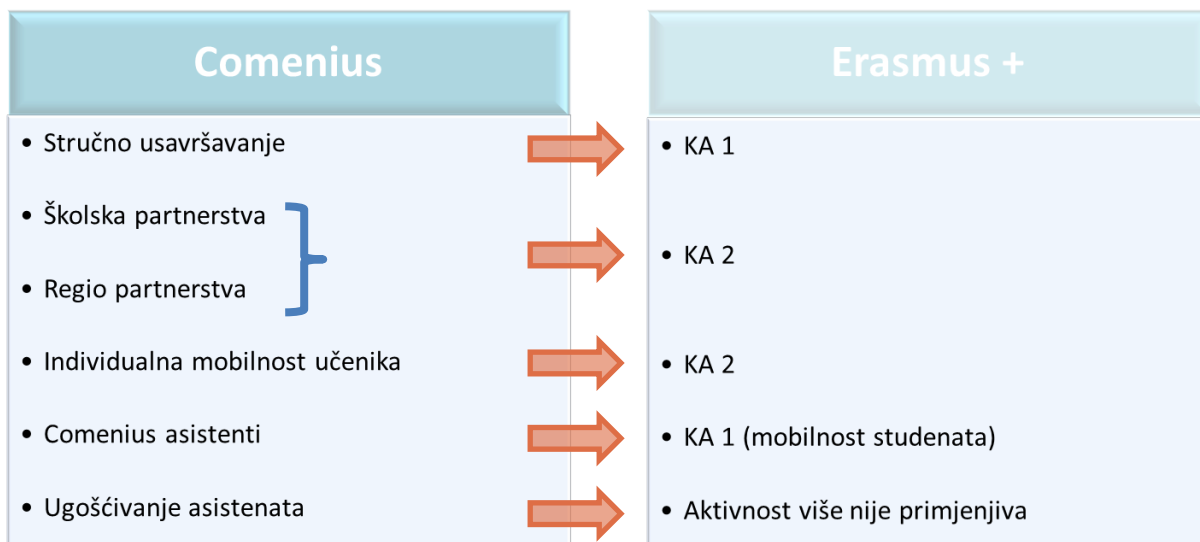 Comenius
Erasmus +
• Stručno usavršavanje
• KA 1
• Školska partnerstva
• Regio partnerstva
• KA 2
• Individualna mobilnost učenika
• KA 2
• Comenius asistenti
• KA 1 (mobilnost studenata)
• Ugošćivanje asistenata
• Aktivnost više nije primjenjiva